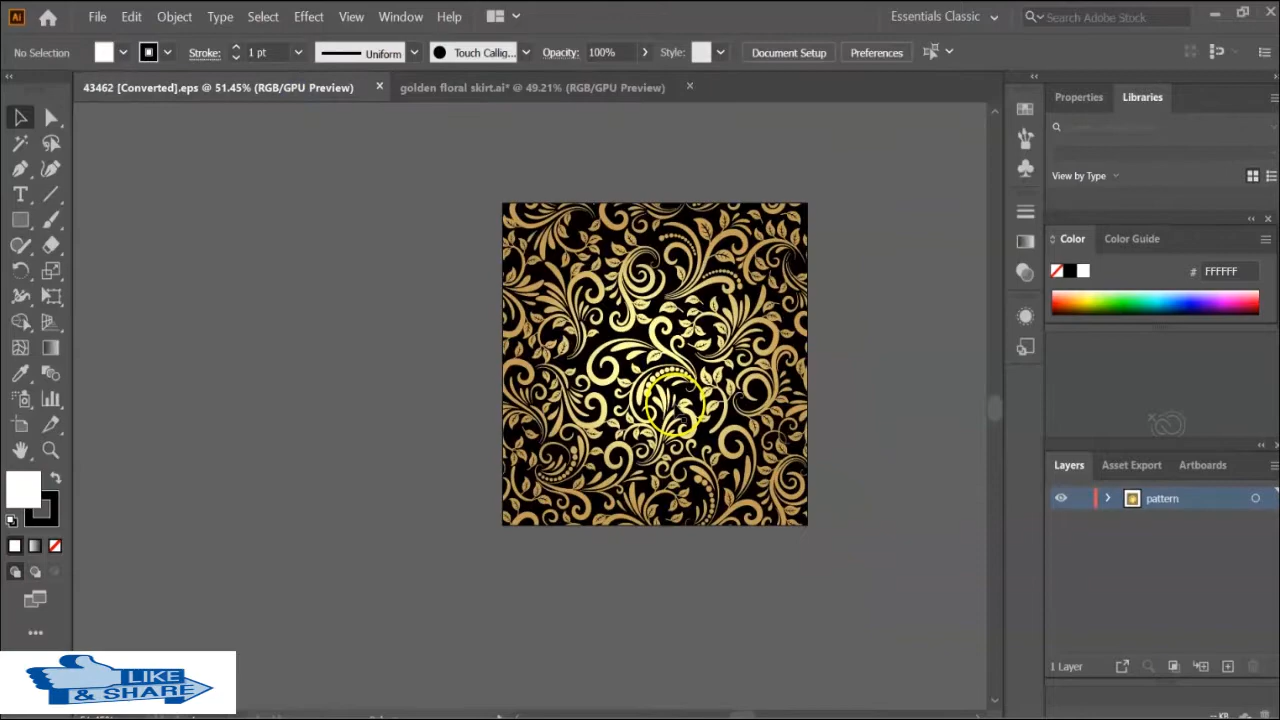 Ai File Edit Object Type Select Effect View Window Help Essentials Classic Search Adobe Stock
No Selection Stroke: 1 pt Uniform Touch Callig... Opacity: 100% Style: Document Setup Preferences
43462 [Converted].eps @ 51.45% (RGB/GPU Preview) × golden floral skirt.ai* @ 49.21% (RGB/GPU Preview) ×
Properties Libraries
View by Type
Color Color Guide
# FFFFFF
Layers Asset Export Artboards
pattern
1 Layer
LIKE
& SHARE